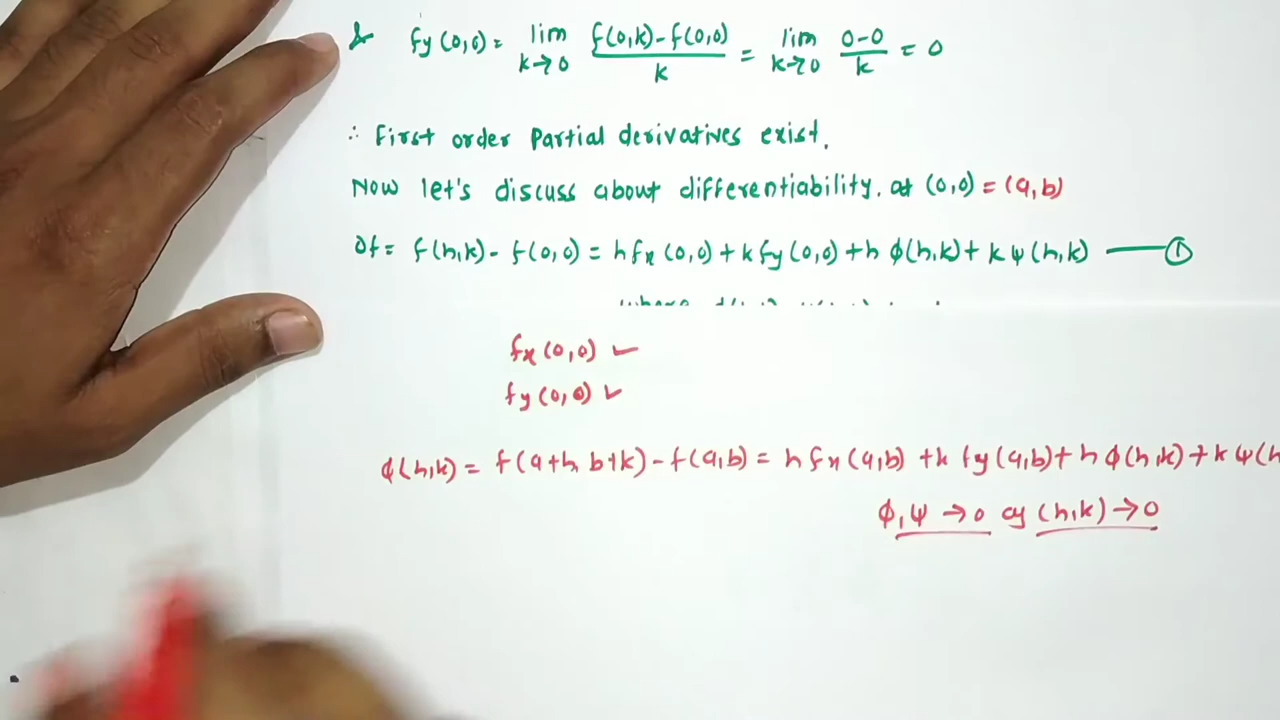 & fy(0,0) = lim k→0 f(0,k)-f(0,0)/k = lim k→0 0-0/k = 0
∴ First order Partial derivatives exist.
Now let's discuss about differentiability. at (0,0) = (a,b)
Df = f(h,k) - f(0,0) = h fx(0,0) + k fy(0,0) + h ϕ(h,k) + k ψ(h,k) —— ①
fx(0,0) ✓
fy(0,0) ✓
ϕ(h,k) = f(a+h, b+k) - f(a,b) = h fx(a,b) + k fy(a,b) + h ϕ(h,k) + k ψ(h
ϕ,ψ → 0 as (h,k) → 0